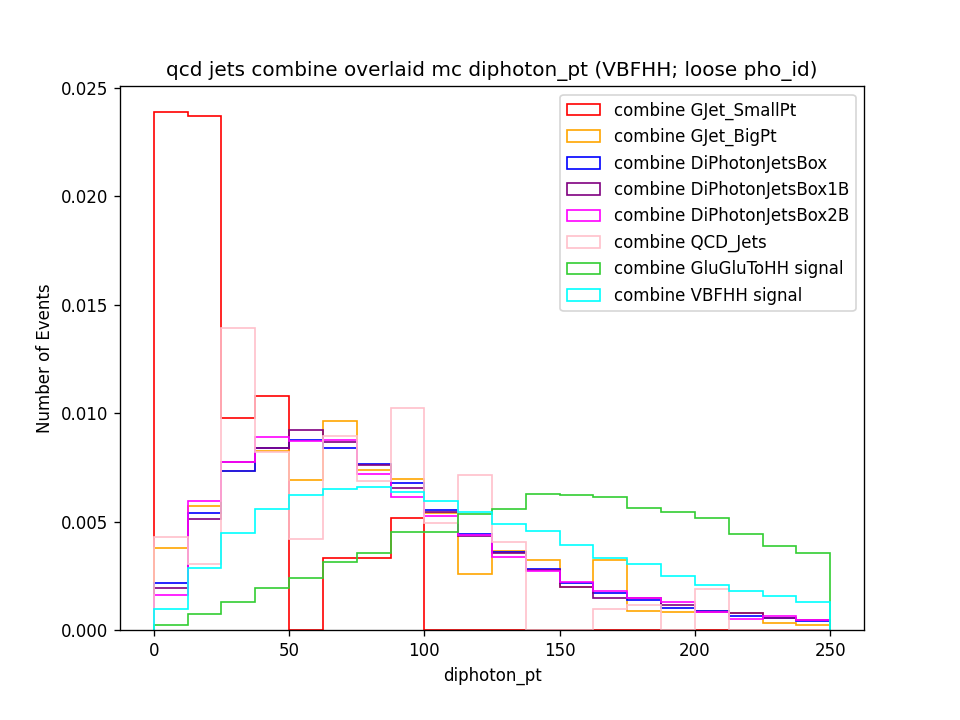 qcd jets combine overlaid mc diphoton_pt (VBFHH; loose pho_id)
combine GJet_SmallPt
combine GJet_BigPt
combine DiPhotonJetsBox
combine DiPhotonJetsBox1B
combine DiPhotonJetsBox2B
combine QCD_Jets
combine GluGluToHH signal
combine VBFHH signal
Number of Events
0.025
0.020
0.015
0.010
0.005
0.000
0
50
100
150
200
250
diphoton_pt